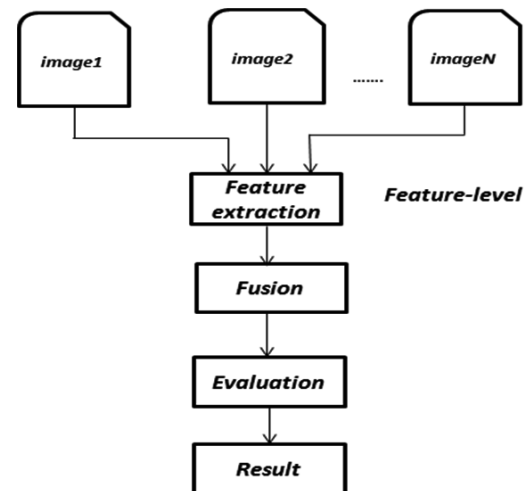 image1
image2
.......
imageN
Feature
extraction
Feature-level
Fusion
Evaluation
Result